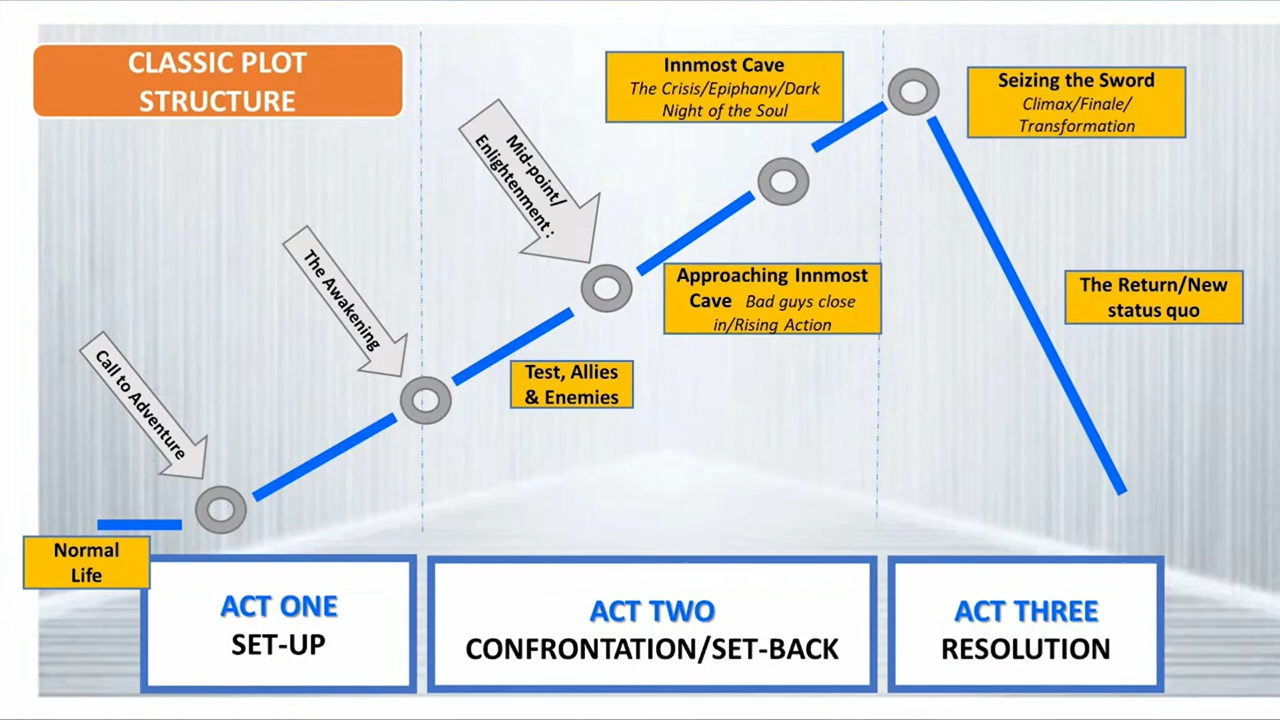 CLASSIC PLOT
STRUCTURE
Innmost Cave
The Crisis/Epiphany/Dark
Night of the Soul
Seizing the Sword
Climax/Finale/
Transformation
Mid-point/
Enlightenment :
The Awakening
Approaching Innmost
Cave Bad guys close
in/Rising Action
The Return/New
status quo
Call to Adventure
Test, Allies
& Enemies
Normal
Life
ACT ONE
SET-UP
ACT TWO
CONFRONTATION/SET-BACK
ACT THREE
RESOLUTION